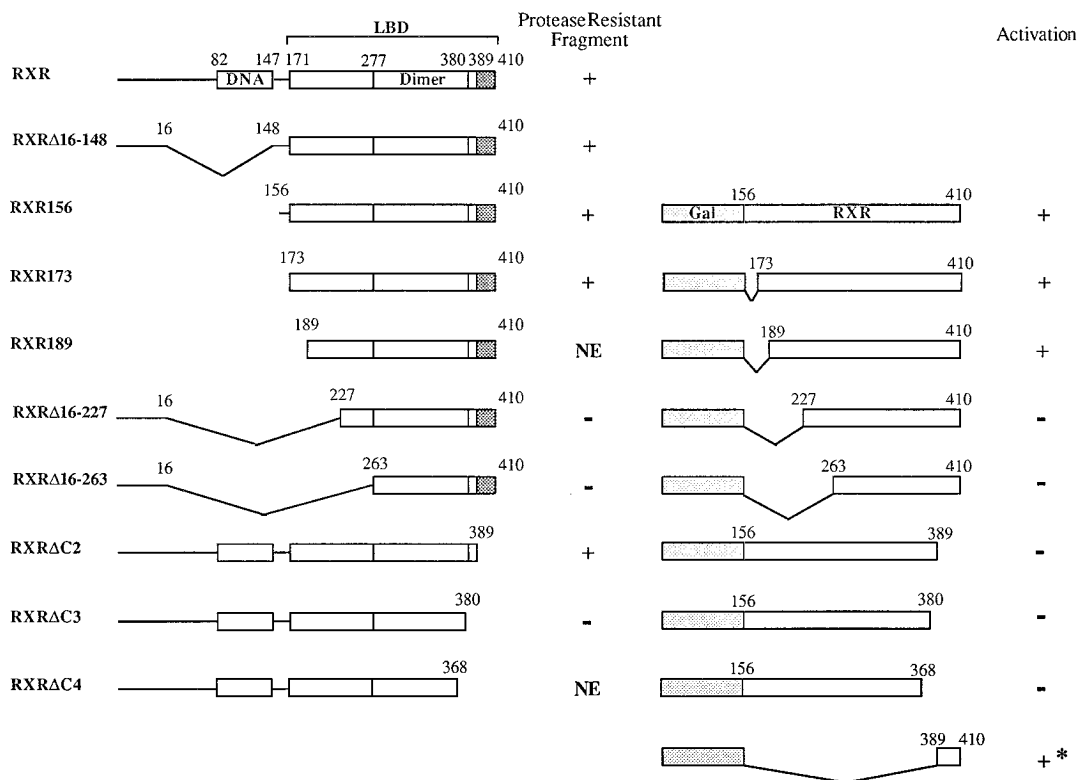 LBD
Protease Resistant
Fragment
Activation
82 147 171 277 380 389 410
RXR DNA Dimer +
16 148 410
RXRΔ16-148 +
156 410 156 410
RXR156 + Gal RXR +
173 410 173 410
RXR173 + +
189 410 189 410
RXR189 NE +
16 227 410 227 410
RXRΔ16-227 - -
16 263 410 263 410
RXRΔ16-263 - -
389 156 389
RXRΔC2 + -
380 156 380
RXRΔC3 - -
368 156 368
RXRΔC4 NE -
389 410
+*